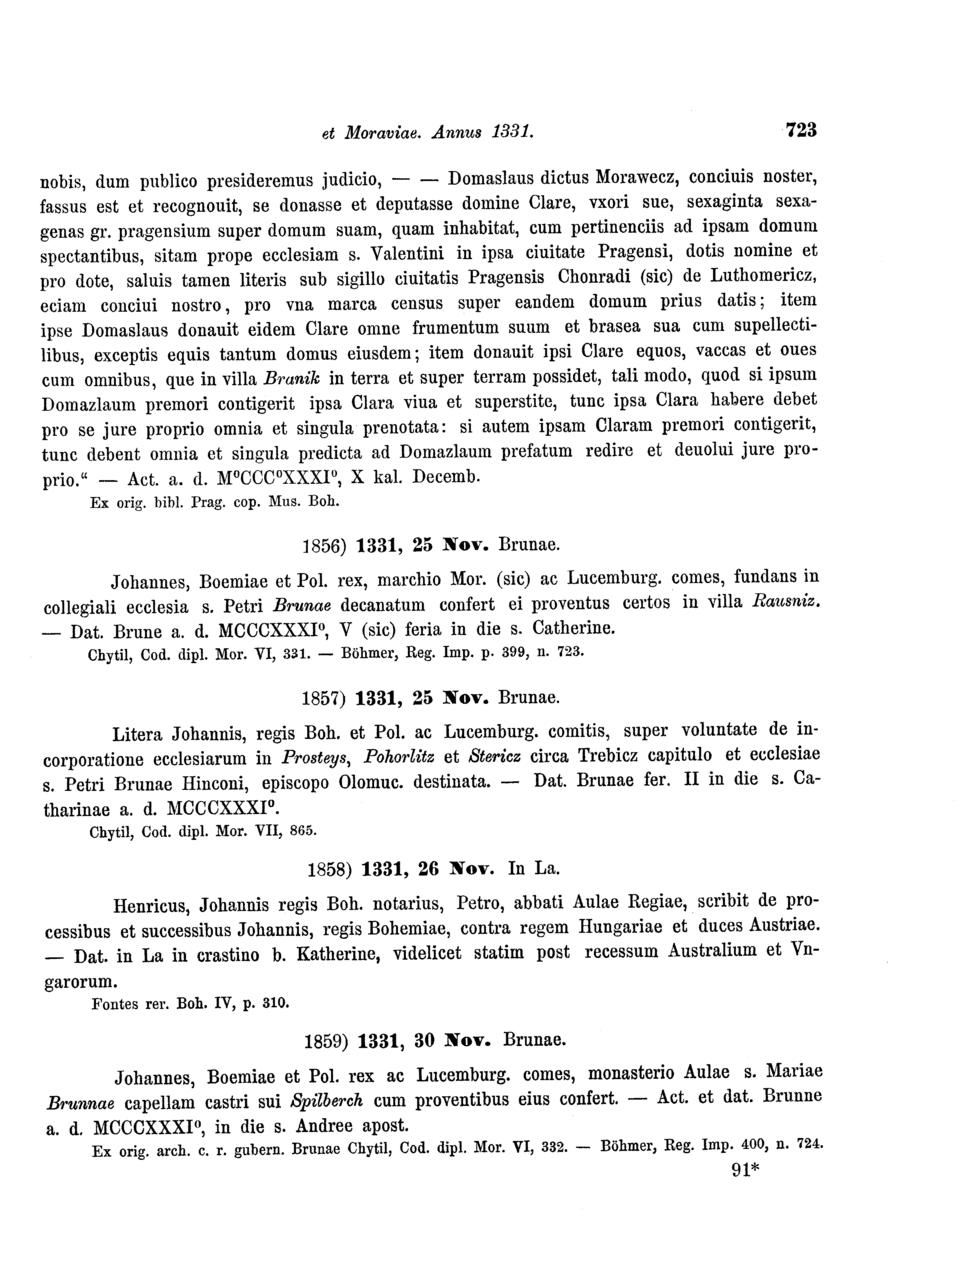 et Moraviae. Annus 1331. 723
nobis, dum publico presideremus judicio, — — Domaslaus dictus Morawecz, conciuis noster,
fassus est et recognouit, se donasse et deputasse domine Clare, vxori sue, sexaginta sexa-
genas gr. pragensium super domum suam, quam inhabitat, cum pertinenciis ad ipsam domum
spectantibus, sitam prope ecclesiam s. Valentini in ipsa ciuitate Pragensi, dotis nomine et
pro dote, saluis tamen literis sub sigillo ciuitatis Pragensis Chonradi (sic) de Luthomericz,
eciam conciui nostro, pro vna marca census super eandem domum prius datis; item
ipse Domaslaus donauit eidem Clare omne frumentum suum et brasea sua cum supellecti-
libus, exceptis equis tantum domus eiusdem; item donauit ipsi Clare equos, vaccas et oues
cum omnibus, que in villa Branik in terra et super terram possidet, tali modo, quod si ipsum
Domazlaum premori contigerit ipsa Clara viua et superstite, tunc ipsa Clara habere debet
pro se jure proprio omnia et singula prenotata: si autem ipsam Claram premori contigerit,
tunc debent omnia et singula predicta ad Domazlaum prefatum redire et deuolui jure pro-
prio.“ — Act. a. d. M⁰CCC⁰XXXI⁰, X kal. Decemb.
Ex orig. bibl. Prag. cop. Mus. Boh.
1856) 1331, 25 Nov. Brunae.
Johannes, Boemiae et Pol. rex, marchio Mor. (sic) ac Lucemburg. comes, fundans in
collegiali ecclesia s. Petri Brunae decanatum confert ei proventus certos in villa Rausniz.
— Dat. Brune a. d. MCCCXXXI⁰, V (sic) feria in die s. Catherine.
Chytil, Cod. dipl. Mor. VI, 331. — Böhmer, Reg. Imp. p. 399, n. 723.
1857) 1331, 25 Nov. Brunae.
Litera Johannis, regis Boh. et Pol. ac Lucemburg. comitis, super voluntate de in-
corporatione ecclesiarum in Prosteys, Pohorlitz et Stericz circa Trebicz capitulo et ecclesiae
s. Petri Brunae Hinconi, episcopo Olomuc. destinata. — Dat. Brunae fer. II in die s. Ca-
tharinae a. d. MCCCXXXI⁰.
Chytil, Cod. dipl. Mor. VII, 865.
1858) 1331, 26 Nov. In La.
Henricus, Johannis regis Boh. notarius, Petro, abbati Aulae Regiae, scribit de pro-
cessibus et successibus Johannis, regis Bohemiae, contra regem Hungariae et duces Austriae.
— Dat. in La in crastino b. Katherine, videlicet statim post recessum Australium et Vn-
garorum.
Fontes rer. Boh. IV, p. 310.
1859) 1331, 30 Nov. Brunae.
Johannes, Boemiae et Pol. rex ac Lucemburg. comes, monasterio Aulae s. Mariae
Brunnae capellam castri sui Spilberch cum proventibus eius confert. — Act. et dat. Brunne
a. d. MCCCXXXI⁰, in die s. Andree apost.
Ex orig. arch. c. r. gubern. Brunae Chytil, Cod. dipl. Mor. VI, 332. — Böhmer, Reg. Imp. 400, n. 724.
91*